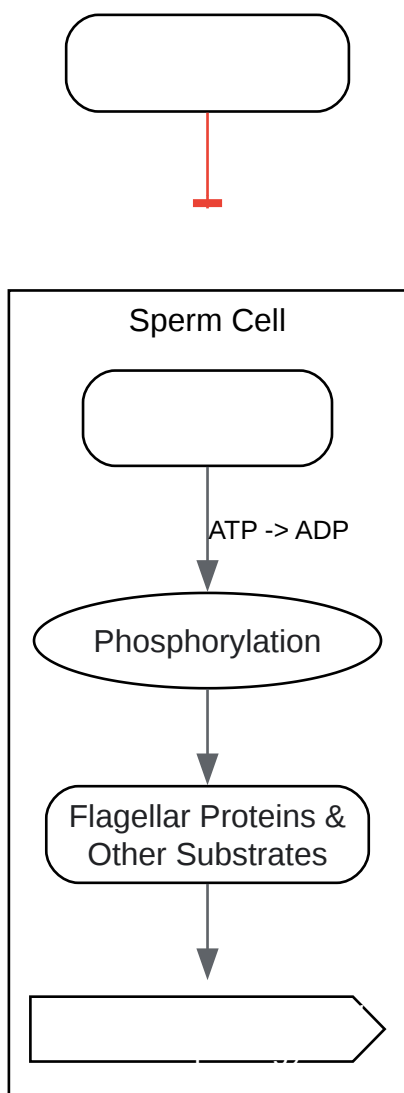 Sperm Cell
ATP -> ADP
Phosphorylation
Flagellar Proteins &
Other Substrates